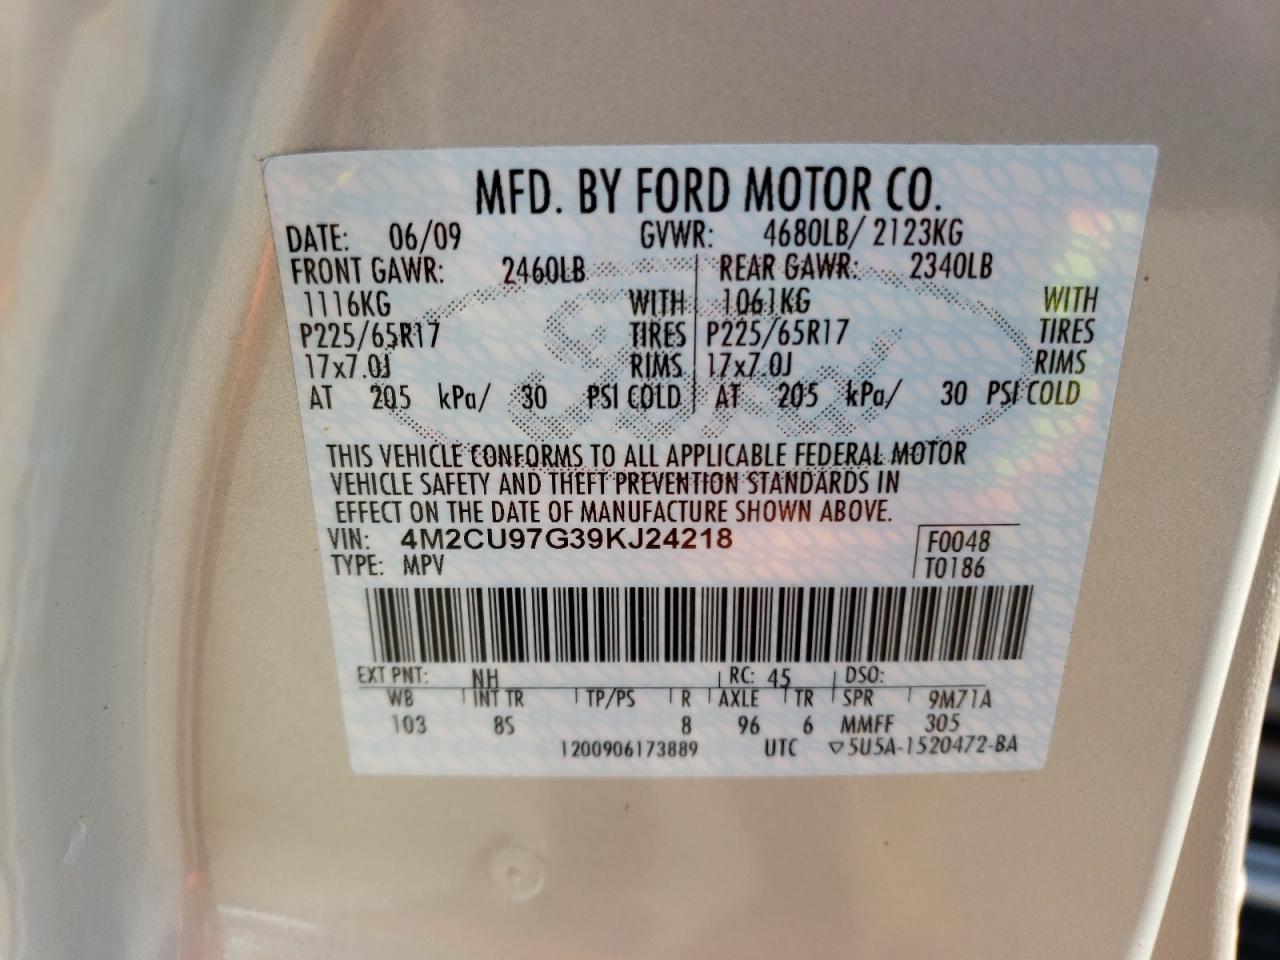 MFD. BY FORD MOTOR CO.
DATE: 06/09 GVWR: 4680LB/ 2123KG
FRONT GAWR: 2460LB REAR GAWR: 2340LB
1116KG WITH 1061KG WITH
P225/65R17 TIRES P225/65R17 TIRES
17x7.0J RIMS 17x7.0J RIMS
AT 205 kPa/ 30 PSI COLD AT 205 kPa/ 30 PSI COLD
THIS VEHICLE CONFORMS TO ALL APPLICABLE FEDERAL MOTOR
VEHICLE SAFETY AND THEFT PREVENTION STANDARDS IN
EFFECT ON THE DATE OF MANUFACTURE SHOWN ABOVE.
VIN: 4M2CU97G39KJ24218 F0048
TYPE: MPV T0186
EXT PNT: NH RC: 45 DSO:
WB INT TR TP/PS R AXLE TR SPR 9M71A
103 8S 8 96 6 MMFF 305
1200906173889 UTC ▽5U5A-1520472-BA
Ford